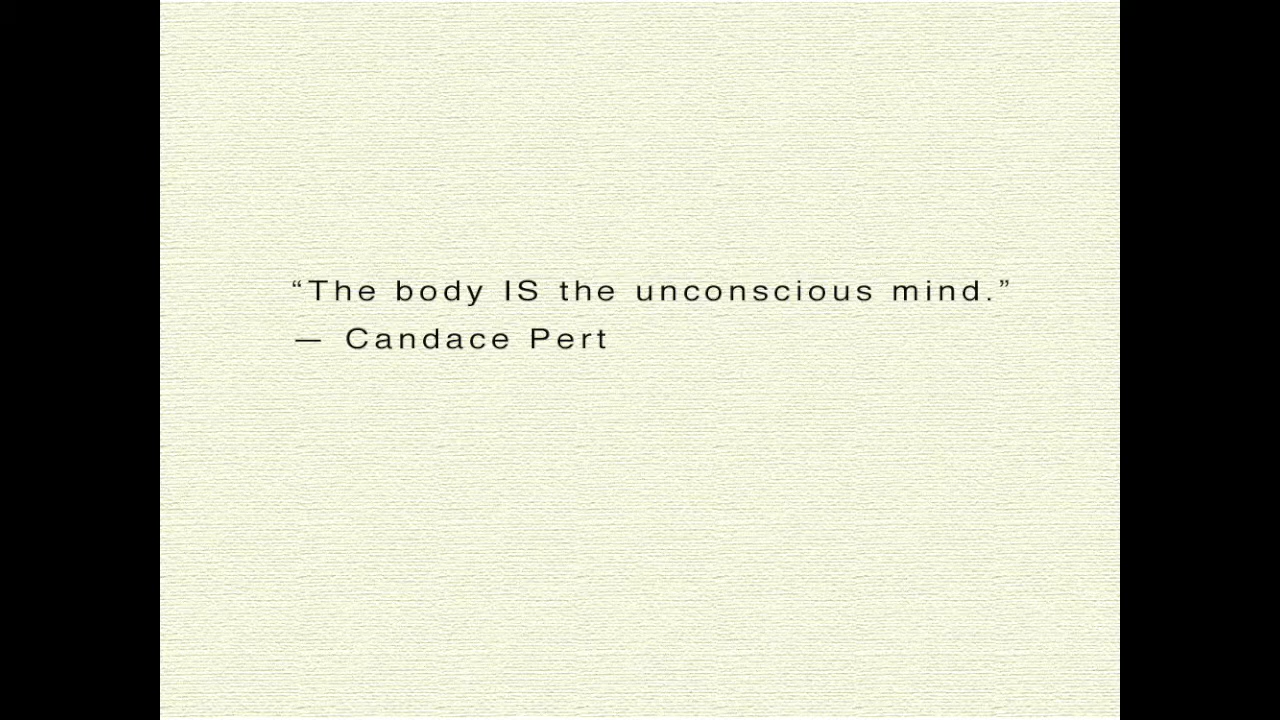 “The body IS the unconscious mind.”
— Candace Pert